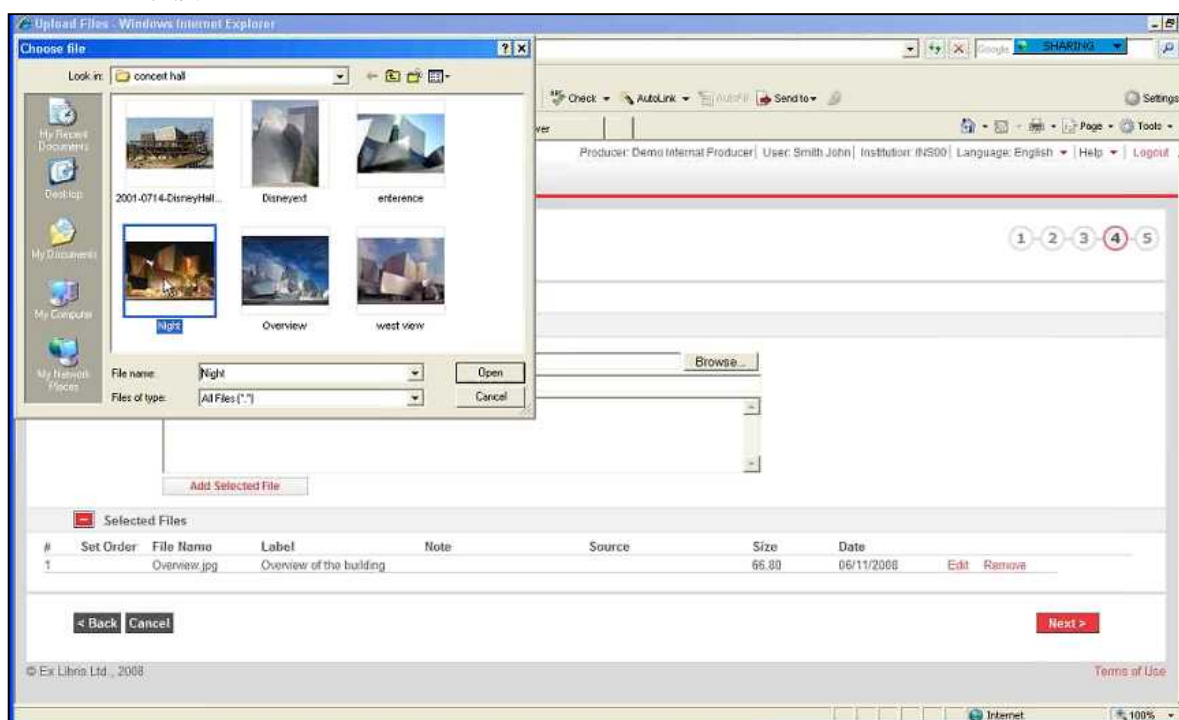 Upload Files - Windows Internet Explorer
Choose file
Look in: concert hall
Google SHARING
Check AutoLink AutoFill Send to Settings
Page Tools
My Recent Documents
Desktop
My Documents
My Computer
My Network Places
2001-0714-DisneyHall... Disneyext enterence
Night Overview west view
Producer: Demo Internal Producer User: Smith John Institution: INS00 Language: English Help Logout
1 2 3 4 5
File name: Night Open
Files of type: All Files (*.*) Cancel
Browse...
Add Selected File
Selected Files
# Set Order File Name Label Note Source Size Date
1 Overview.jpg Overview of the building 66.80 06/11/2008 Edit Remove
< Back Cancel Next >
© Ex Libris Ltd., 2008 Terms of Use
Internet 100%